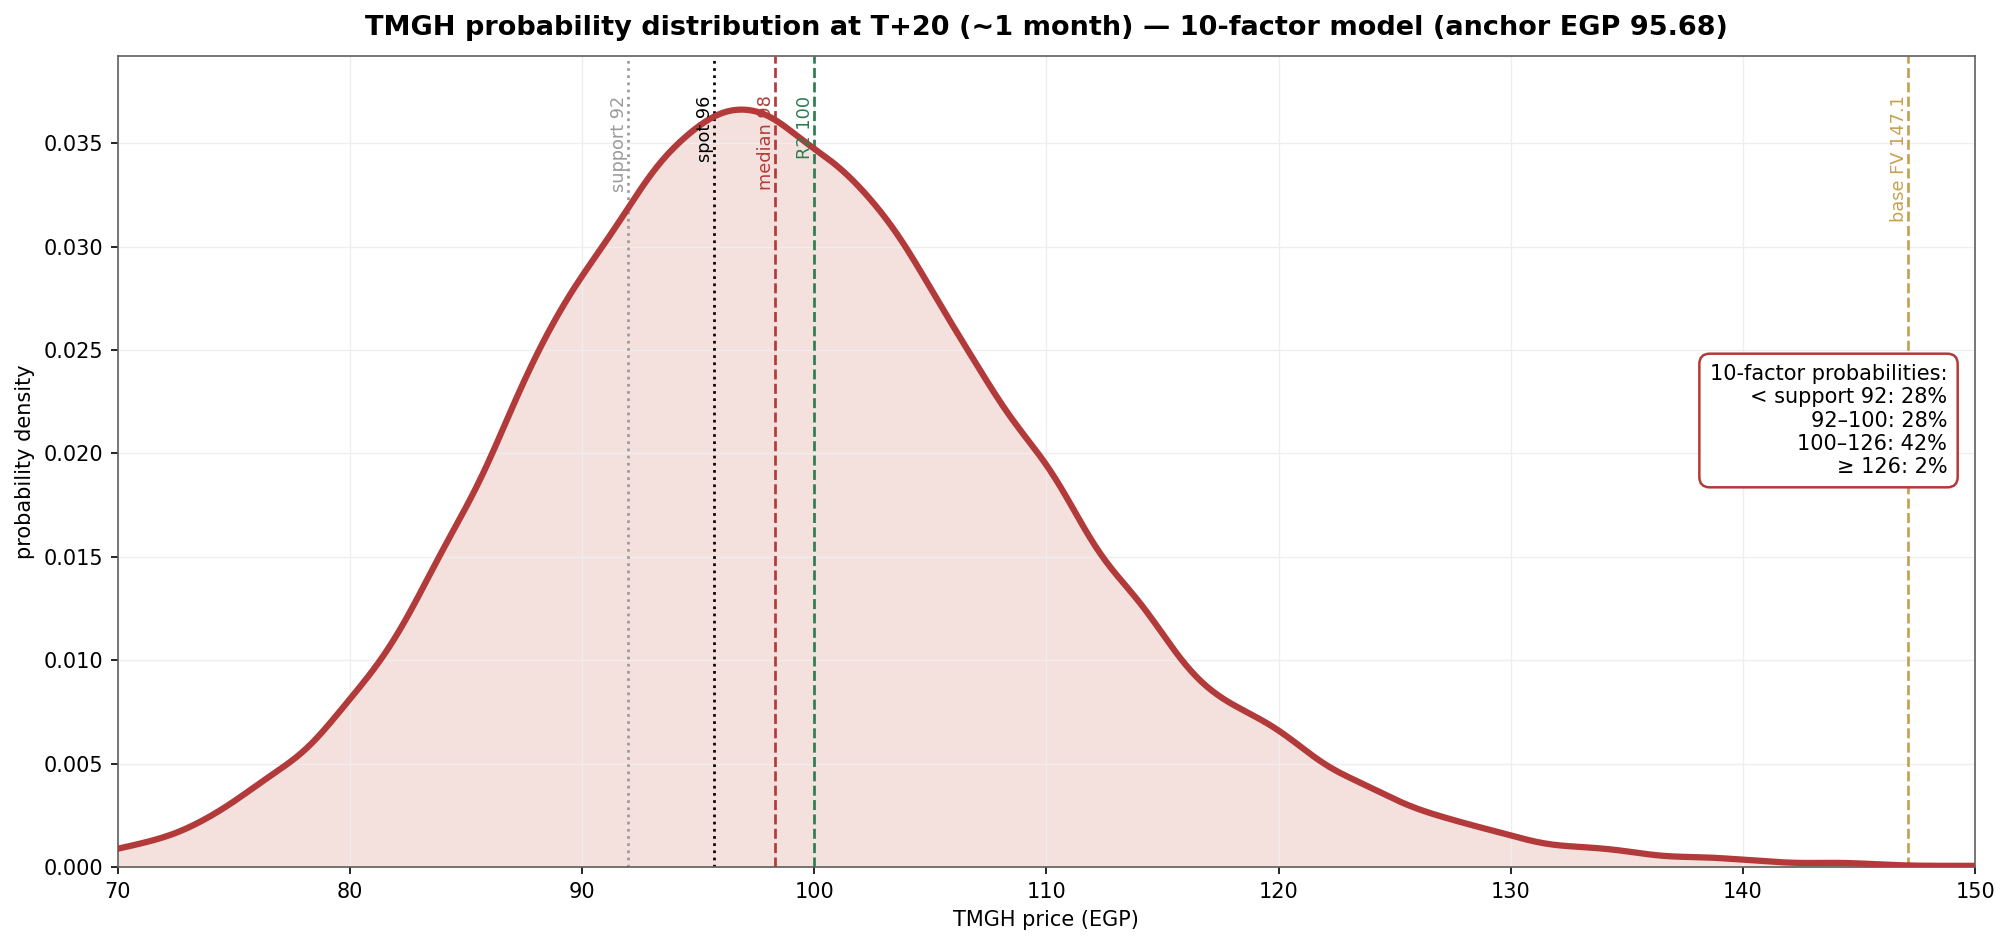 TMGH probability distribution at T+20 (~1 month) — 10-factor model (anchor EGP 95.68)
probability density
0.035
0.030
0.025
0.020
0.015
0.010
0.005
0.000
support 92
spot 96
median 98
R2 100
base FV 147.1
10-factor probabilities:
< support 92: 28%
92–100: 28%
100–126: 42%
≥ 126: 2%
70
80
90
100
110
120
130
140
150
TMGH price (EGP)